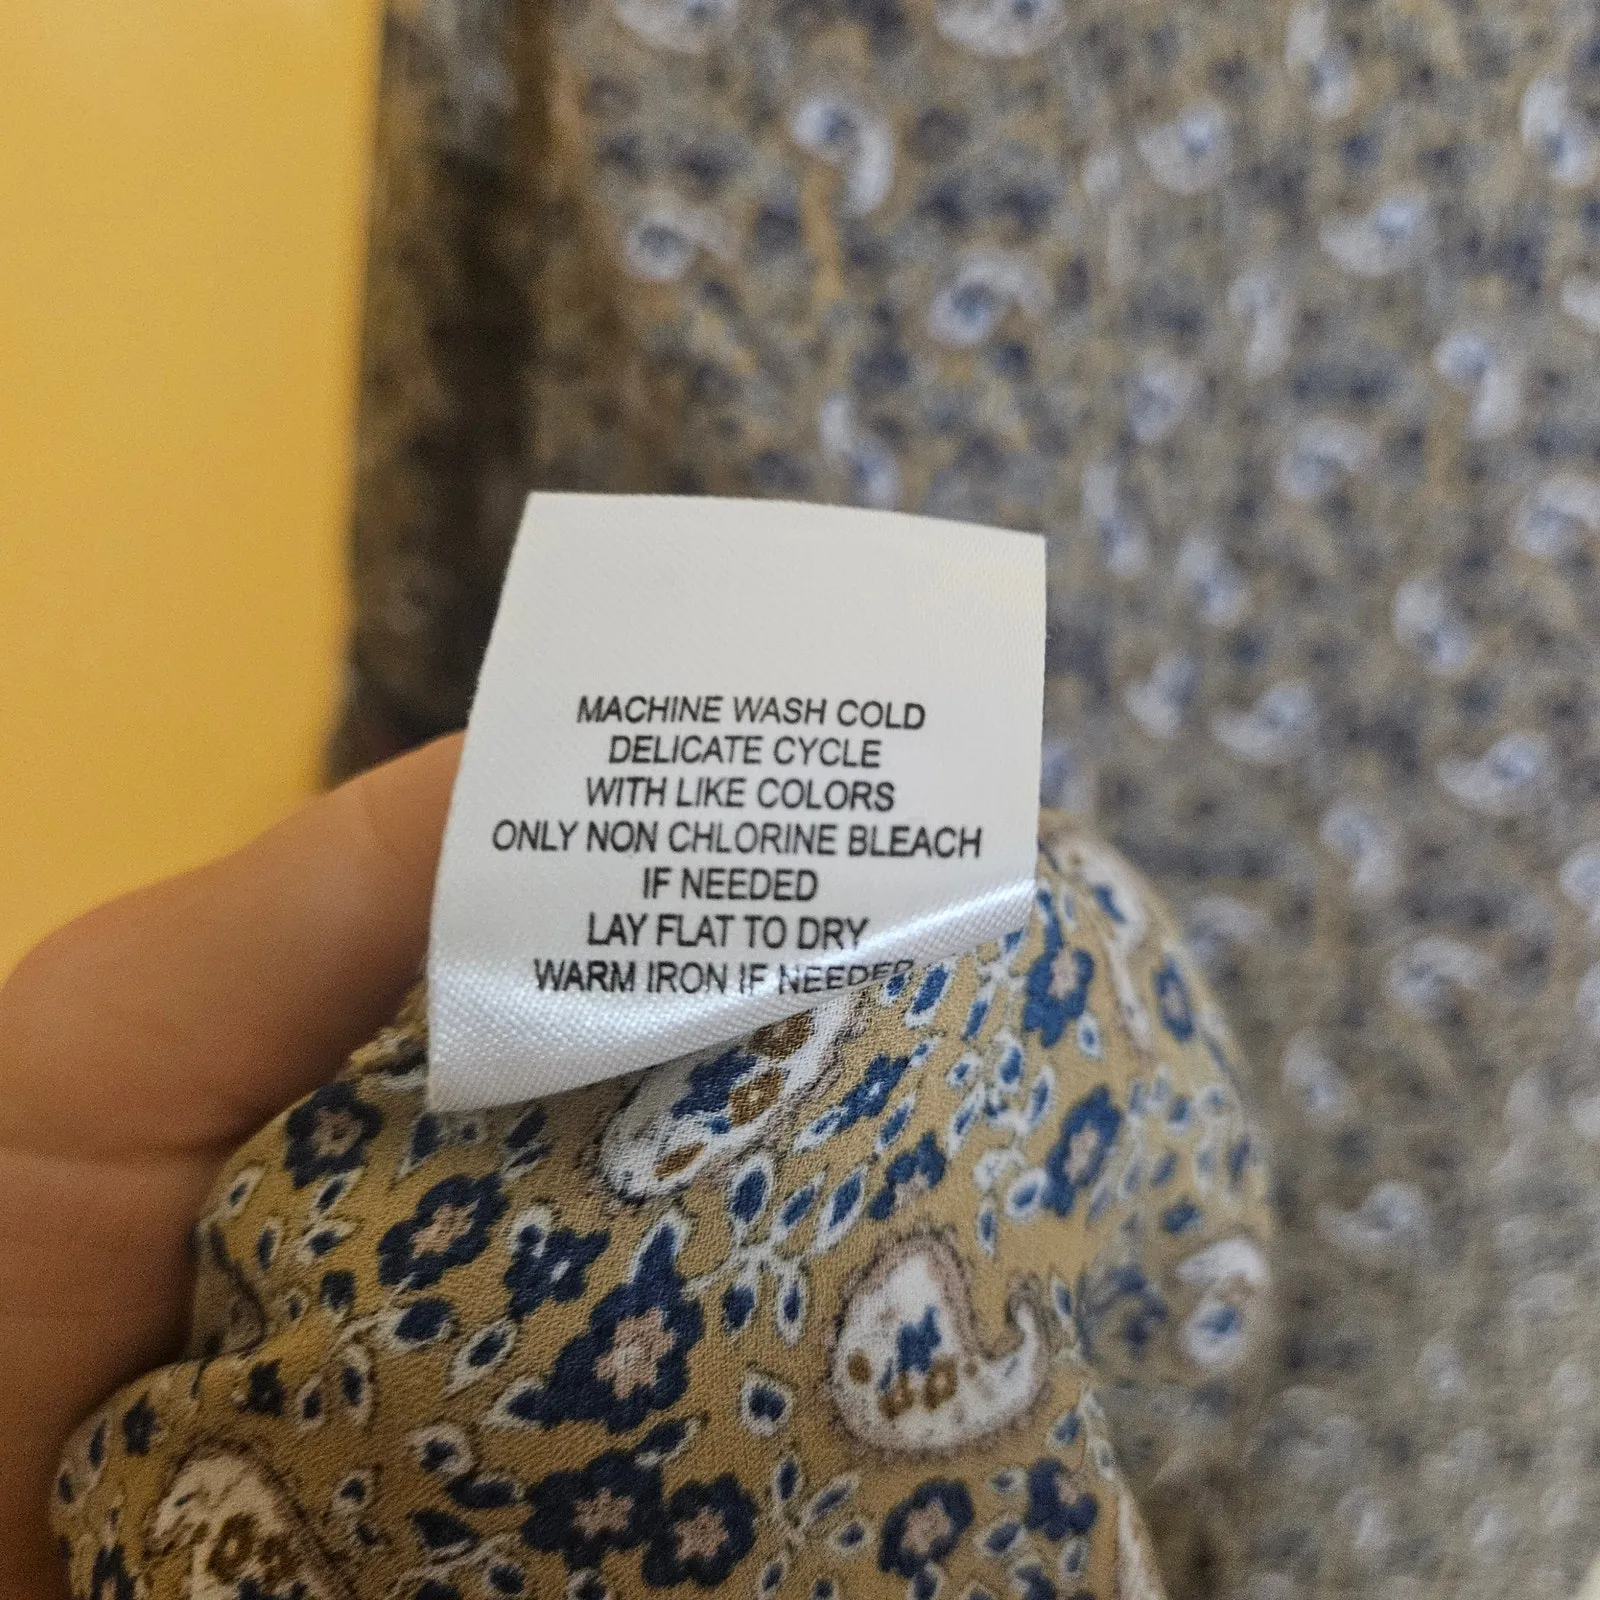 MACHINE WASH COLD
DELICATE CYCLE
WITH LIKE COLORS
ONLY NON CHLORINE BLEACH
IF NEEDED
LAY FLAT TO DRY
WARM IRON IF NEEDED